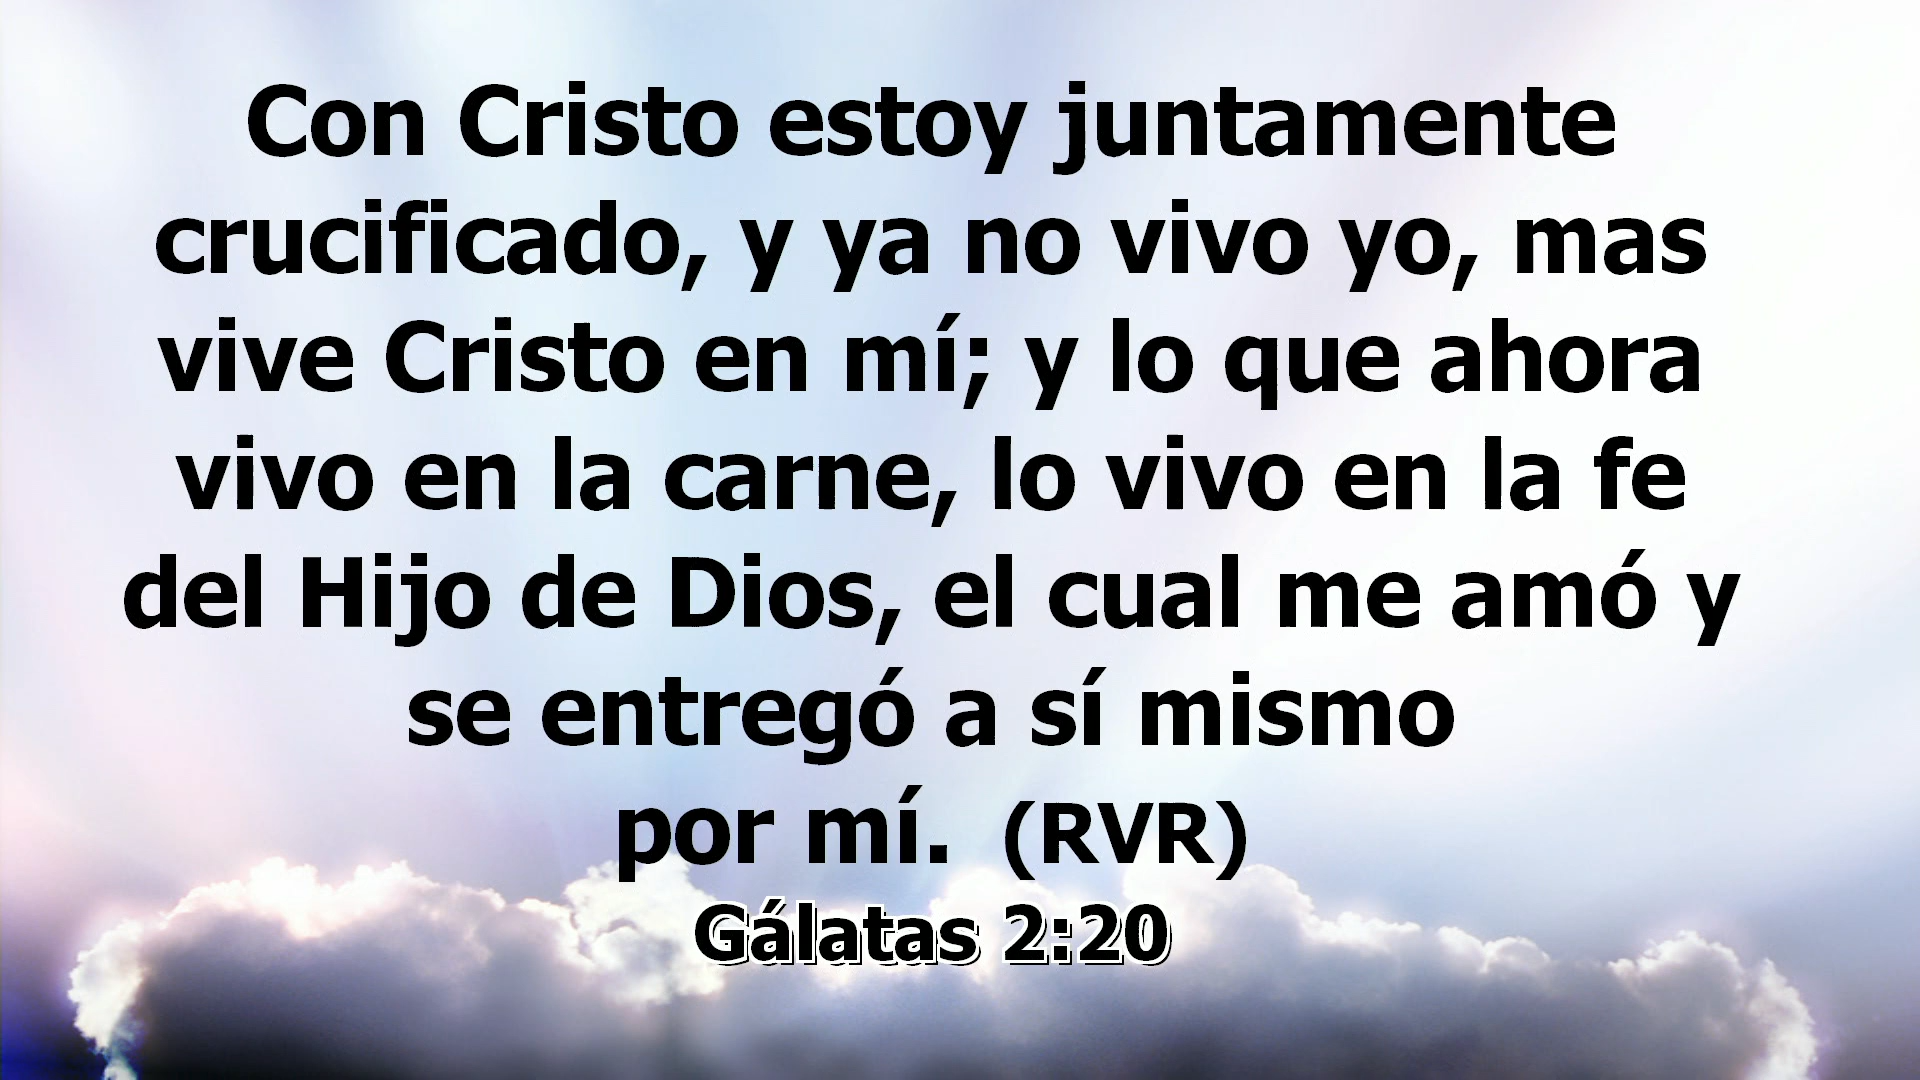 Con Cristo estoy juntamente
crucificado, y ya no vivo yo, mas
vive Cristo en mí; y lo que ahora
vivo en la carne, lo vivo en la fe
del Hijo de Dios, el cual me amó y
se entregó a sí mismo
por mí. (RVR)
Gálatas 2:20